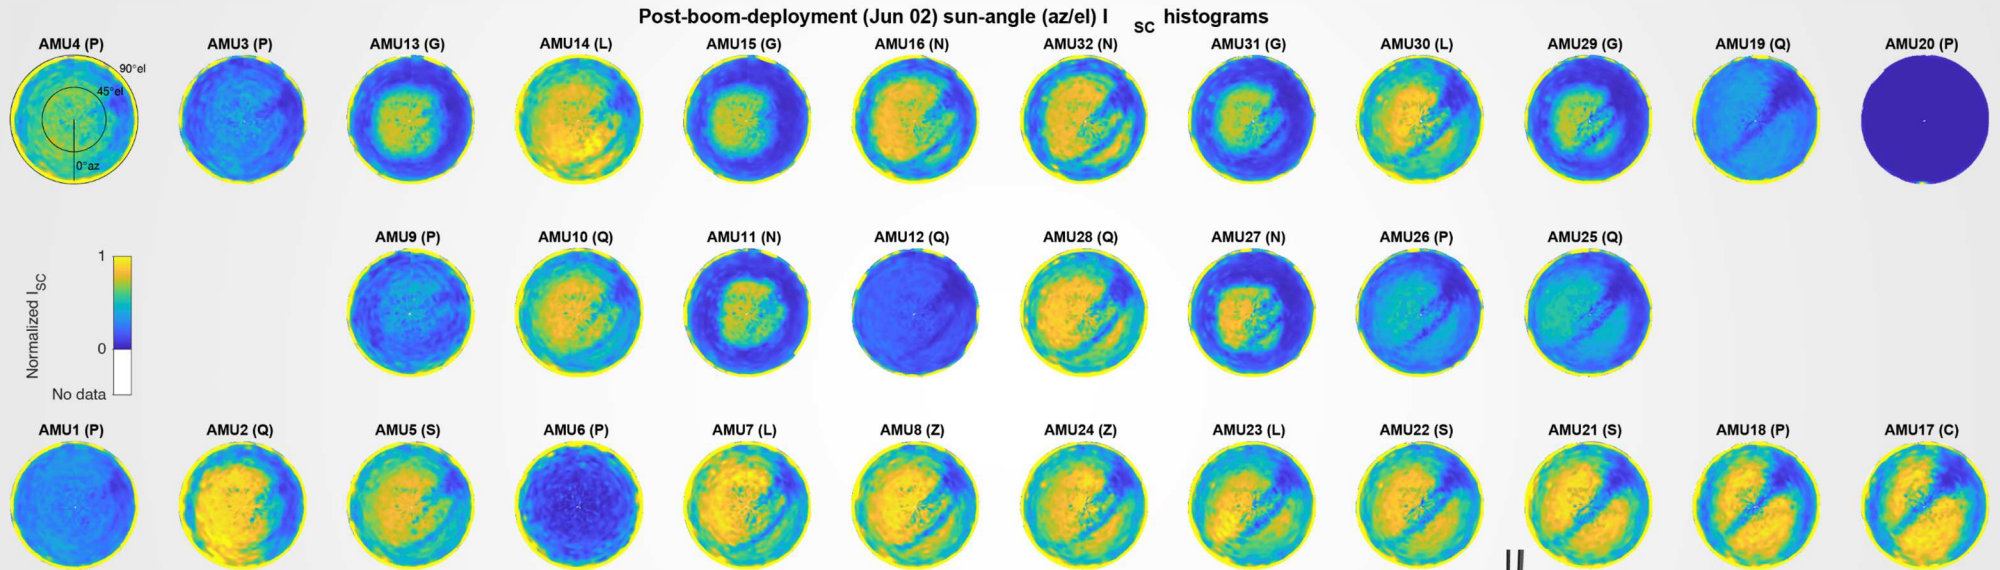 Post-boom-deployment (Jun 02) sun-angle (az/el) I SC histograms
AMU4 (P) AMU3 (P) AMU13 (G) AMU14 (L) AMU15 (G) AMU16 (N) AMU32 (N) AMU31 (G) AMU30 (L) AMU29 (G) AMU19 (Q) AMU20 (P)
90°el
45°el
0°az
AMU9 (P) AMU10 (Q) AMU11 (N) AMU12 (Q) AMU28 (Q) AMU27 (N) AMU26 (P) AMU25 (Q)
1
Normalized ISC
0
No data
AMU1 (P) AMU2 (Q) AMU5 (S) AMU6 (P) AMU7 (L) AMU8 (Z) AMU24 (Z) AMU23 (L) AMU22 (S) AMU21 (S) AMU18 (P) AMU17 (C)